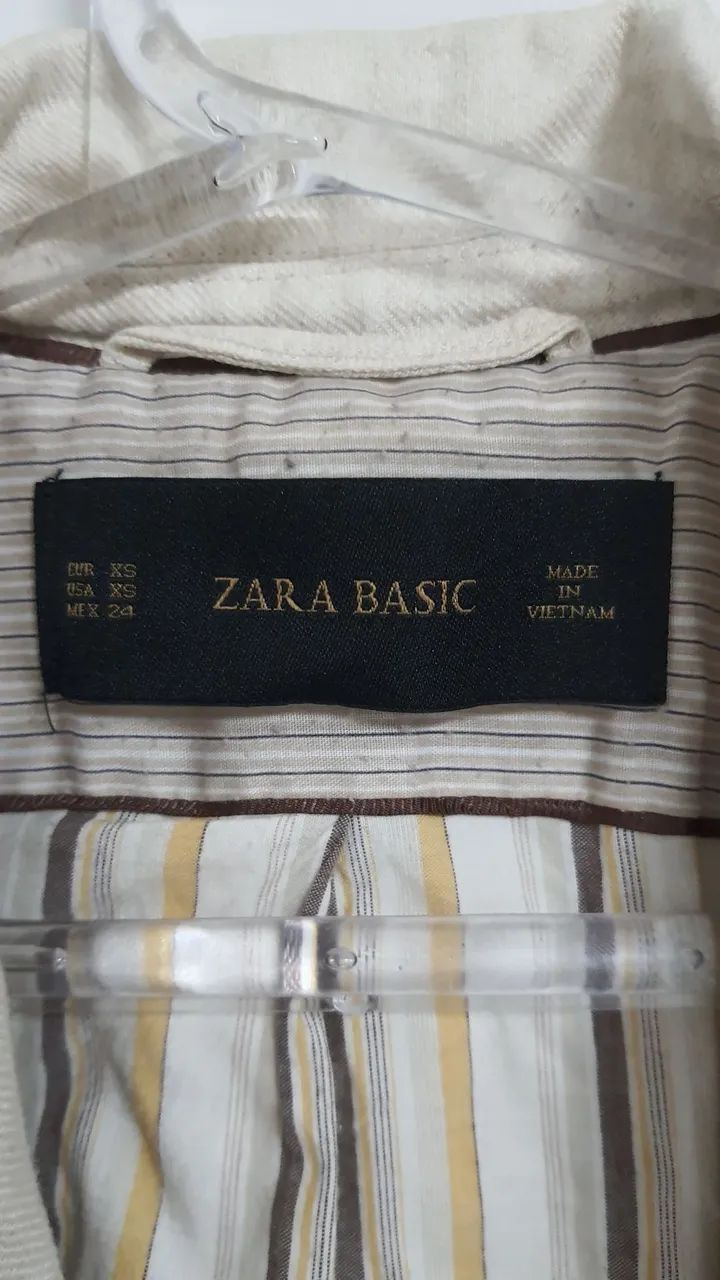 EUR XS
USA XS
MEX 24
ZARA BASIC
MADE
IN
VIETNAM